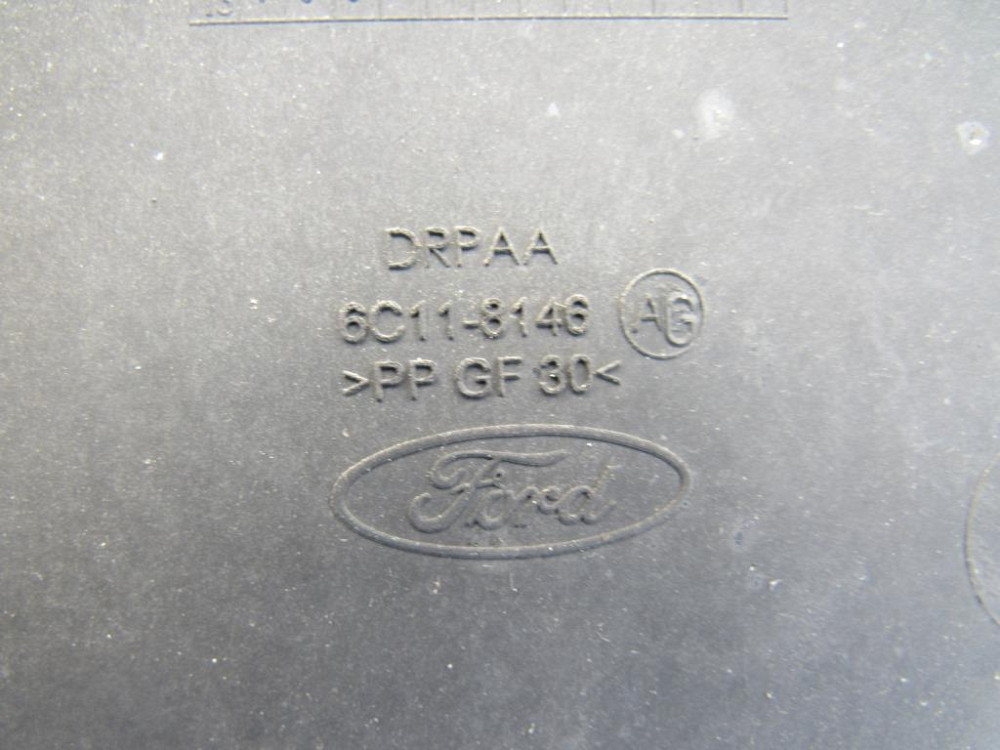 DRPAA
6C11-8146 AG
>PP GF 30<
Ford